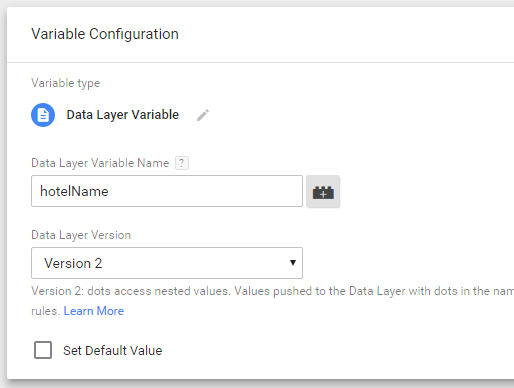 Variable Configuration
Variable type
Data Layer Variable
Data Layer Variable Name ?
hotelName
Data Layer Version
Version 2
Version 2: dots access nested values. Values pushed to the Data Layer with dots in the nam
rules. Learn More
Set Default Value